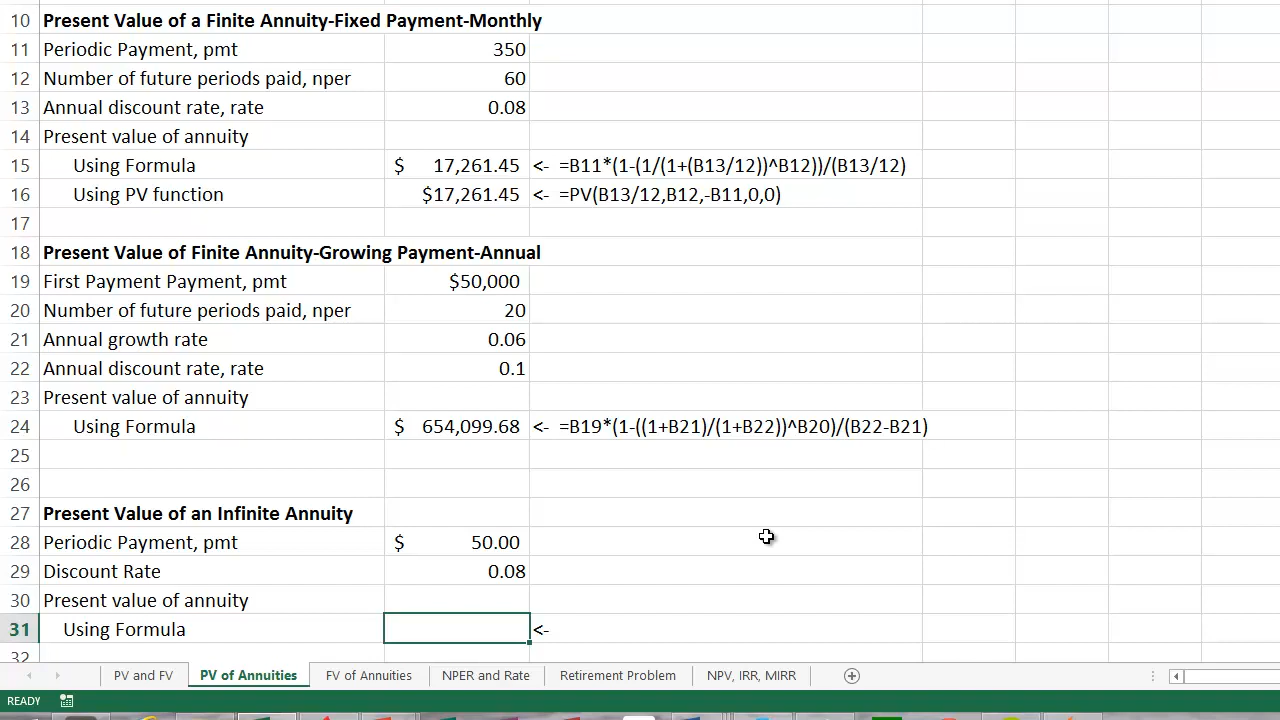 10 Present Value of a Finite Annuity-Fixed Payment-Monthly
11 Periodic Payment, pmt 350
12 Number of future periods paid, nper 60
13 Annual discount rate, rate 0.08
14 Present value of annuity
15 Using Formula $ 17,261.45 <- =B11*(1-(1/(1+(B13/12))^B12))/(B13/12)
16 Using PV function $17,261.45 <- =PV(B13/12,B12,-B11,0,0)
17
18 Present Value of Finite Annuity-Growing Payment-Annual
19 First Payment Payment, pmt $50,000
20 Number of future periods paid, nper 20
21 Annual growth rate 0.06
22 Annual discount rate, rate 0.1
23 Present value of annuity
24 Using Formula $ 654,099.68 <- =B19*(1-((1+B21)/(1+B22))^B20)/(B22-B21)
25
26
27 Present Value of an Infinite Annuity
28 Periodic Payment, pmt $ 50.00
29 Discount Rate 0.08
30 Present value of annuity
31 Using Formula <-
32
PV and FV PV of Annuities FV of Annuities NPER and Rate Retirement Problem NPV, IRR, MIRR
READY